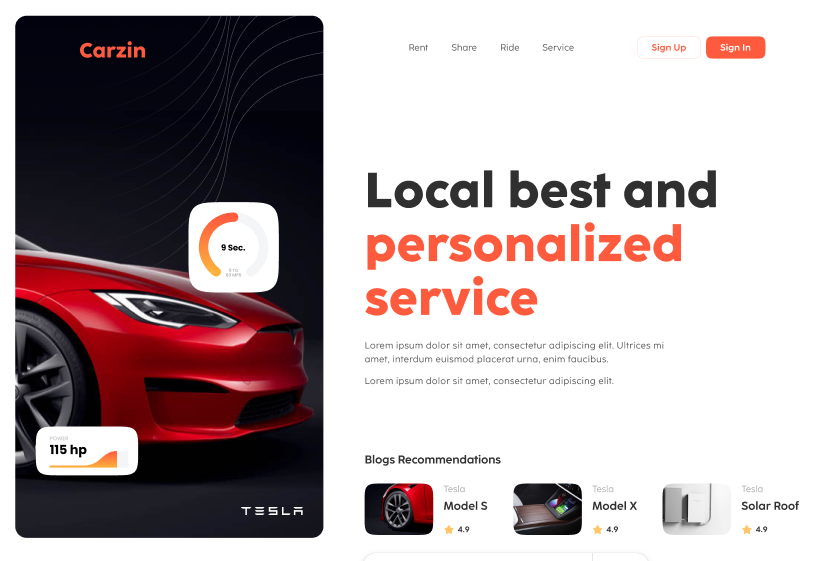 Carzin
Rent
Share
Ride
Service
Sign Up
Sign In
Local best and
personalized
service
9 Sec.
0 TO
Lorem ipsum dolor sit amet, consectetur adipiscing elit. Ultrices mi
amet, interdum euismod placerat urna, enim faucibus.
Lorem ipsum dolor sit amet, consectetur adipiscing elit.
POWER
115 hp
TESLA
Blogs Recommendations
Tesla
Model S
4.9
Tesla
Model X
4.9
Tesla
Solar Roof
4.9